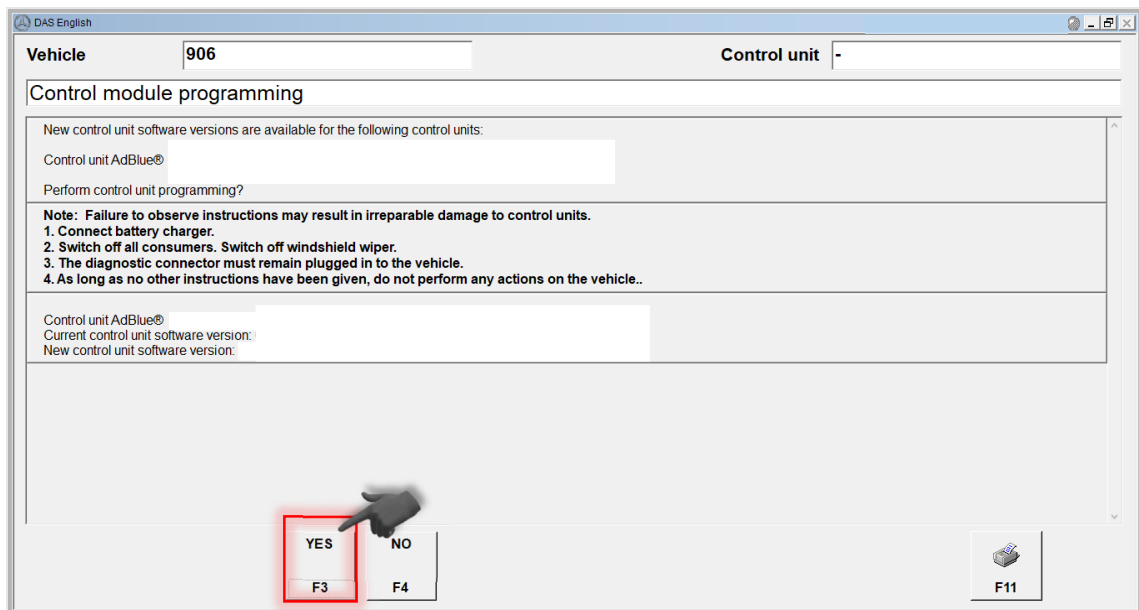 DAS English
Vehicle 906 Control unit -
Control module programming
New control unit software versions are available for the following control units:
Control unit AdBlue®
Perform control unit programming?
Note: Failure to observe instructions may result in irreparable damage to control units.
1. Connect battery charger.
2. Switch off all consumers. Switch off windshield wiper.
3. The diagnostic connector must remain plugged in to the vehicle.
4. As long as no other instructions have been given, do not perform any actions on the vehicle..
Control unit AdBlue®
Current control unit software version:
New control unit software version:
YES NO
F3 F4 F11